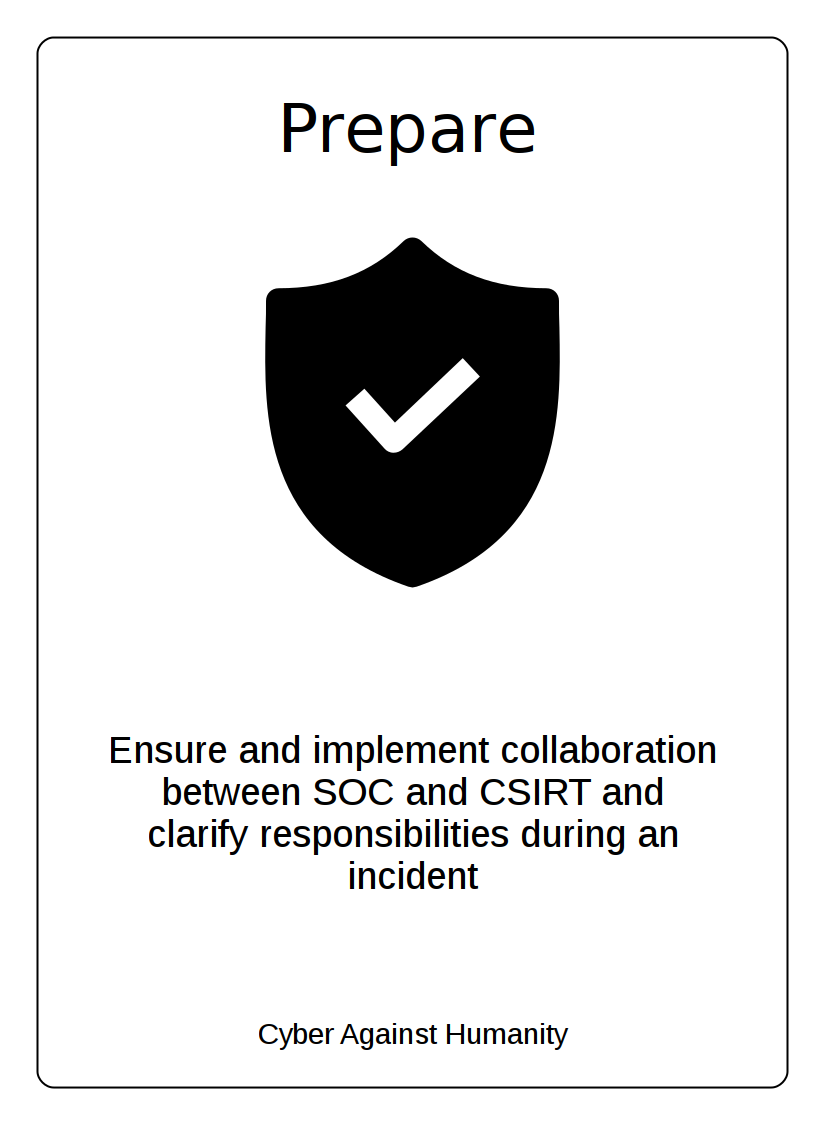 Prepare
Ensure and implement collaboration
between SOC and CSIRT and
clarify responsibilities during an
incident
Cyber Against Humanity